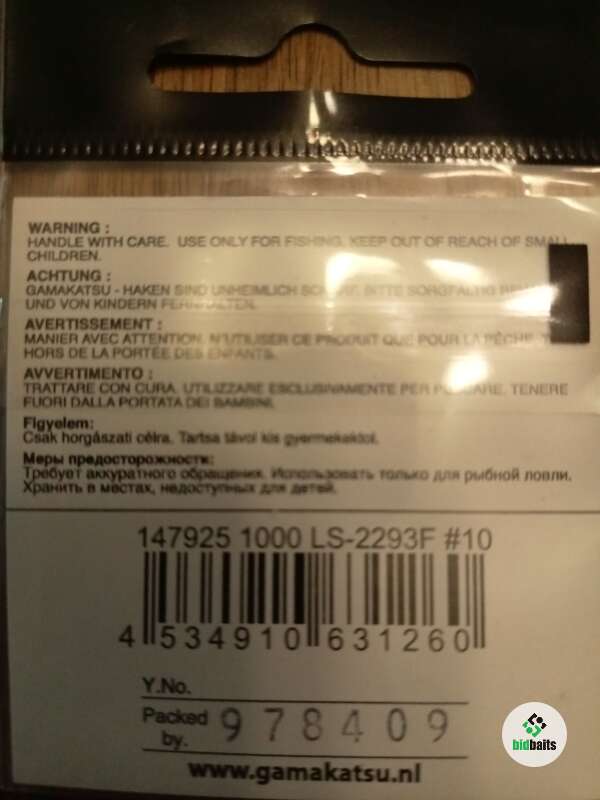 WARNING :
HANDLE WITH CARE. USE ONLY FOR FISHING. KEEP OUT OF REACH OF SMALL
CHILDREN.
ACHTUNG :
GAMAKATSU - HAKEN SIND UNHEIMLICH SCHARF. BITTE SORGFÄLTIG
UND VON KINDERN FERNHALTEN.
AVERTISSEMENT :
MANIER AVEC ATTENTION. N'UTILISER CE PRODUIT QUE POUR LA PÊCHE.
HORS DE LA PORTÉE DES ENFANTS.
AVVERTIMENTO :
TRATTARE CON CURA. UTILIZZARE ESCLUSIVAMENTE PER PESCARE. TENERE
FUORI DALLA PORTATA DEI BAMBINI.
Figyelem:
Csak horgászati célra. Tartsa távol kis gyermekektol.
Меры предосторожности:
Требует аккуратного обращения. Использовать только для рыбной ловли.
Хранить в местах, недоступных для детей.
147925 1000 LS-2293F #10
4 534910 631260
Y.No.
Packed by. 978409
www.gamakatsu.nl
bidbaits